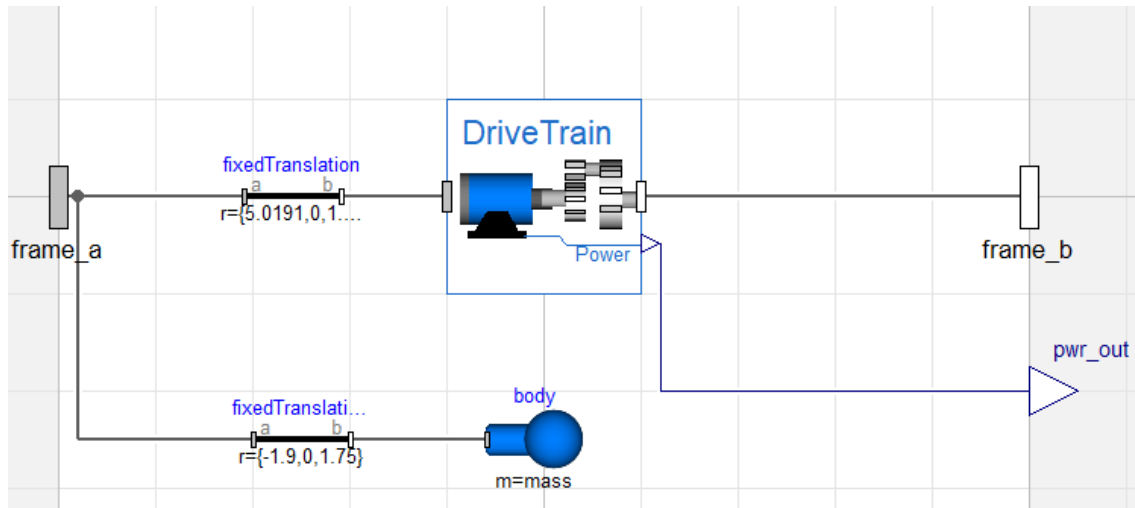 DriveTrain
fixedTranslation
a b
r={5.0191,0,1....
frame_a
Power
frame_b
pwr_out
fixedTranslati...
a b
r={-1.9,0,1.75}
body
m=mass